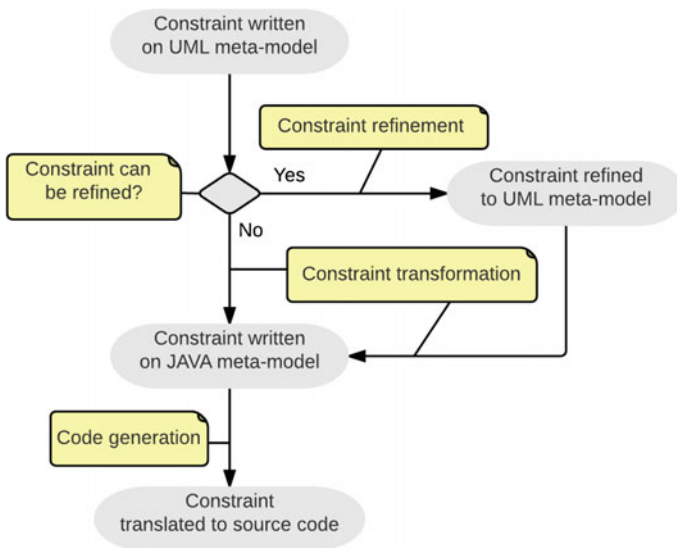 Constraint written
on UML meta-model
Constraint refinement
Constraint can
be refined?
Yes
Constraint refined
to UML meta-model
No
Constraint transformation
Constraint written
on JAVA meta-model
Code generation
Constraint
translated to source code